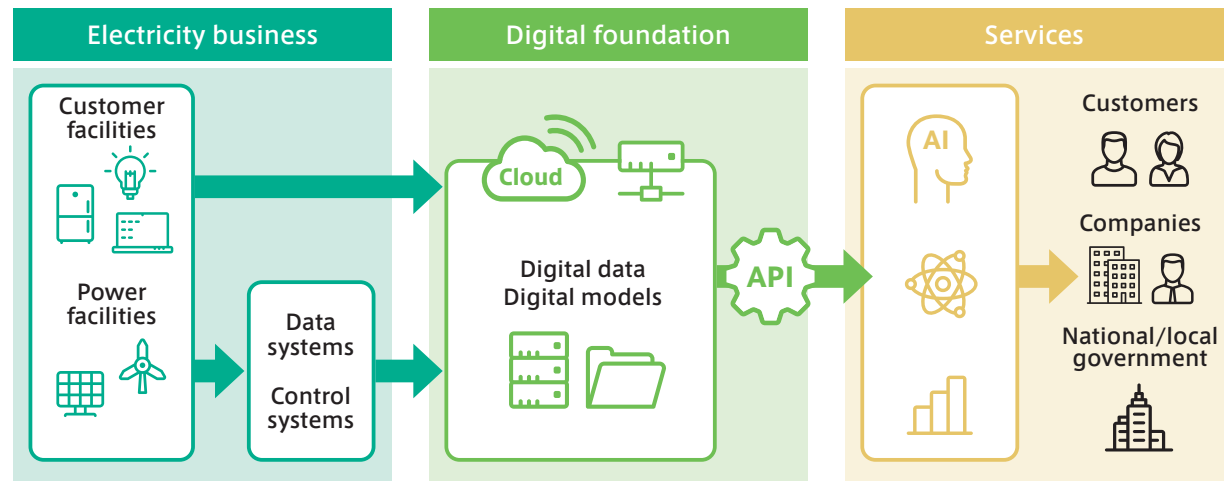 Electricity business
Customer
facilities
Power
facilities
Data
systems
Control
systems
Digital foundation
Cloud
Digital data
Digital models
API
Services
AI
Customers
Companies
National/local
government